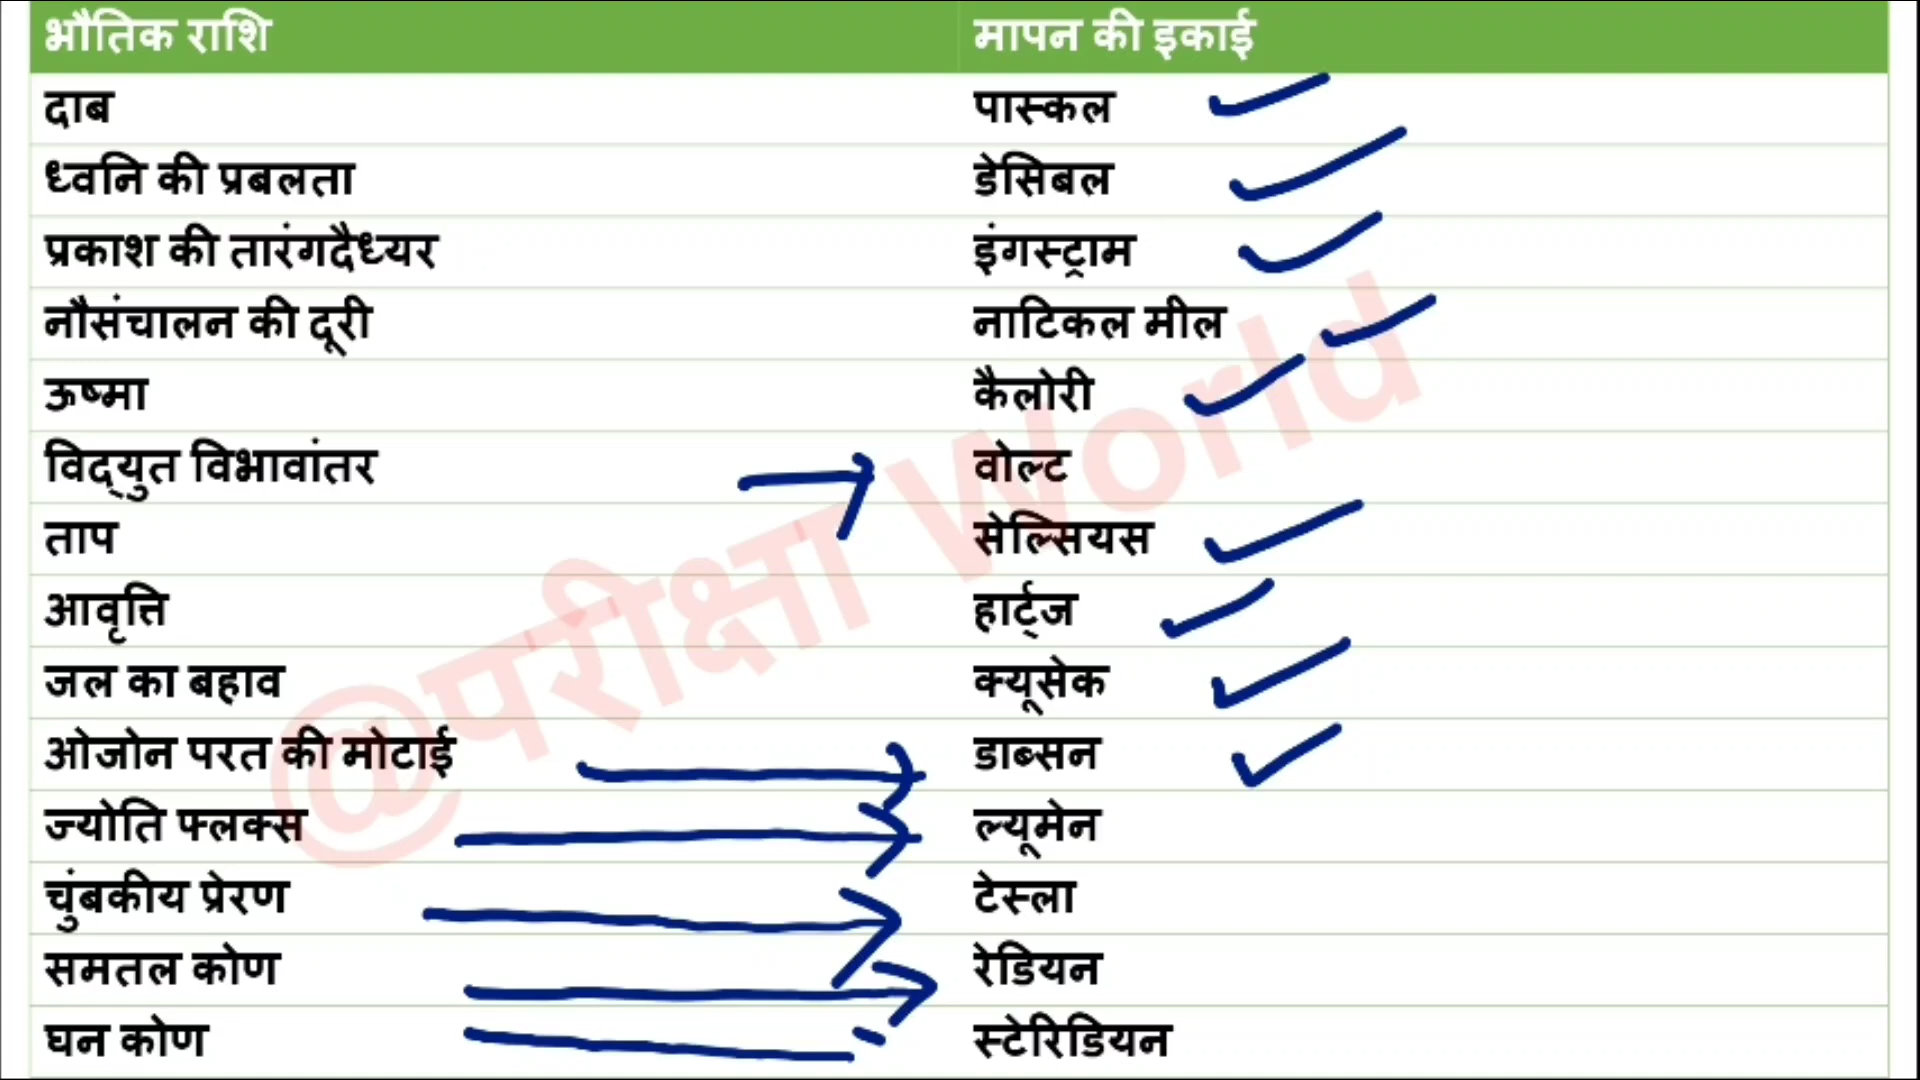 भौतिक राशि मापन की इकाई
दाब पास्कल
ध्वनि की प्रबलता डेसिबल
प्रकाश की तारंगदैध्यर इंगस्ट्राम
नौसंचालन की दूरी नाटिकल मील
ऊष्मा कैलोरी
विद्युत विभावांतर वोल्ट
ताप सेल्सियस
आवृत्ति हार्ट्ज
जल का बहाव क्यूसेक
ओजोन परत की मोटाई डाब्सन
ज्योति फ्लक्स ल्यूमेन
चुंबकीय प्रेरण टेस्ला
समतल कोण रेडियन
घन कोण स्टेरिडियन
@परीक्षा World